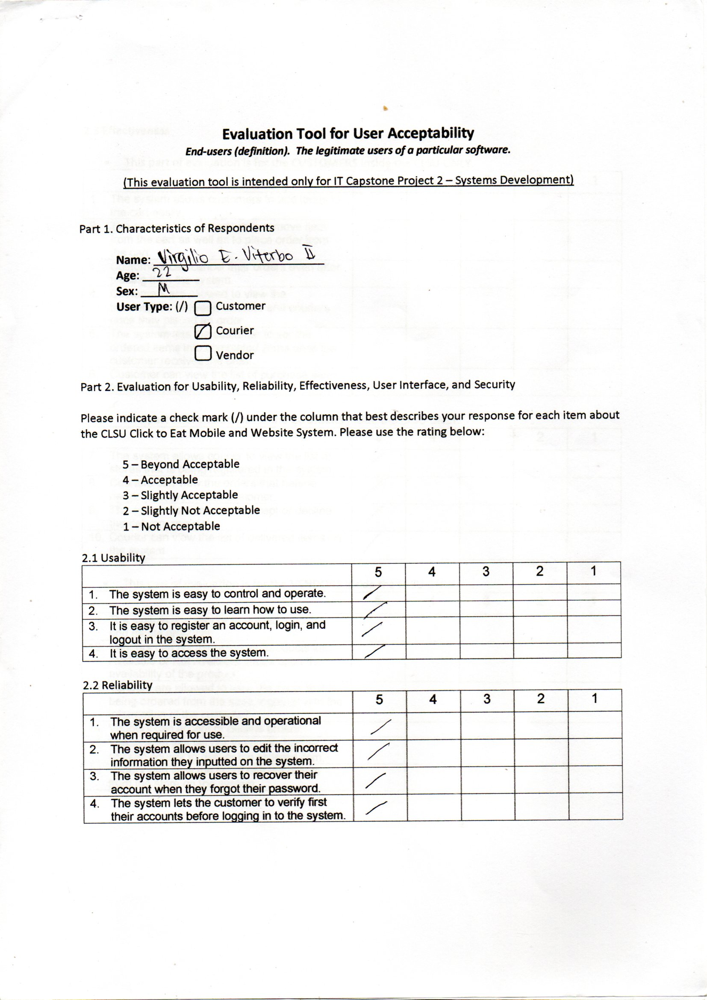 Evaluation Tool for User Acceptability
End-users (definition). The legitimate users of a particular software.
(This evaluation tool is intended only for IT Capstone Project 2 – Systems Development)
Part 1. Characteristics of Respondents
Name: Virgilio E. Viterbo II
Age: 22
Sex: M
User Type: (/) Customer
Courier
Vendor
Part 2. Evaluation for Usability, Reliability, Effectiveness, User Interface, and Security
Please indicate a check mark (/) under the column that best describes your response for each item about
the CLSU Click to Eat Mobile and Website System. Please use the rating below:
5 – Beyond Acceptable
4 – Acceptable
3 – Slightly Acceptable
2 – Slightly Not Acceptable
1 – Not Acceptable
2.1 Usability
5 4 3 2 1
1. The system is easy to control and operate. /
2. The system is easy to learn how to use. /
3. It is easy to register an account, login, and
logout in the system. /
4. It is easy to access the system. /
2.2 Reliability
5 4 3 2 1
1. The system is accessible and operational
when required for use. /
2. The system allows users to edit the incorrect
information they inputted on the system. /
3. The system allows users to recover their
account when they forgot their password. /
4. The system lets the customer to verify first
their accounts before logging in to the system. /